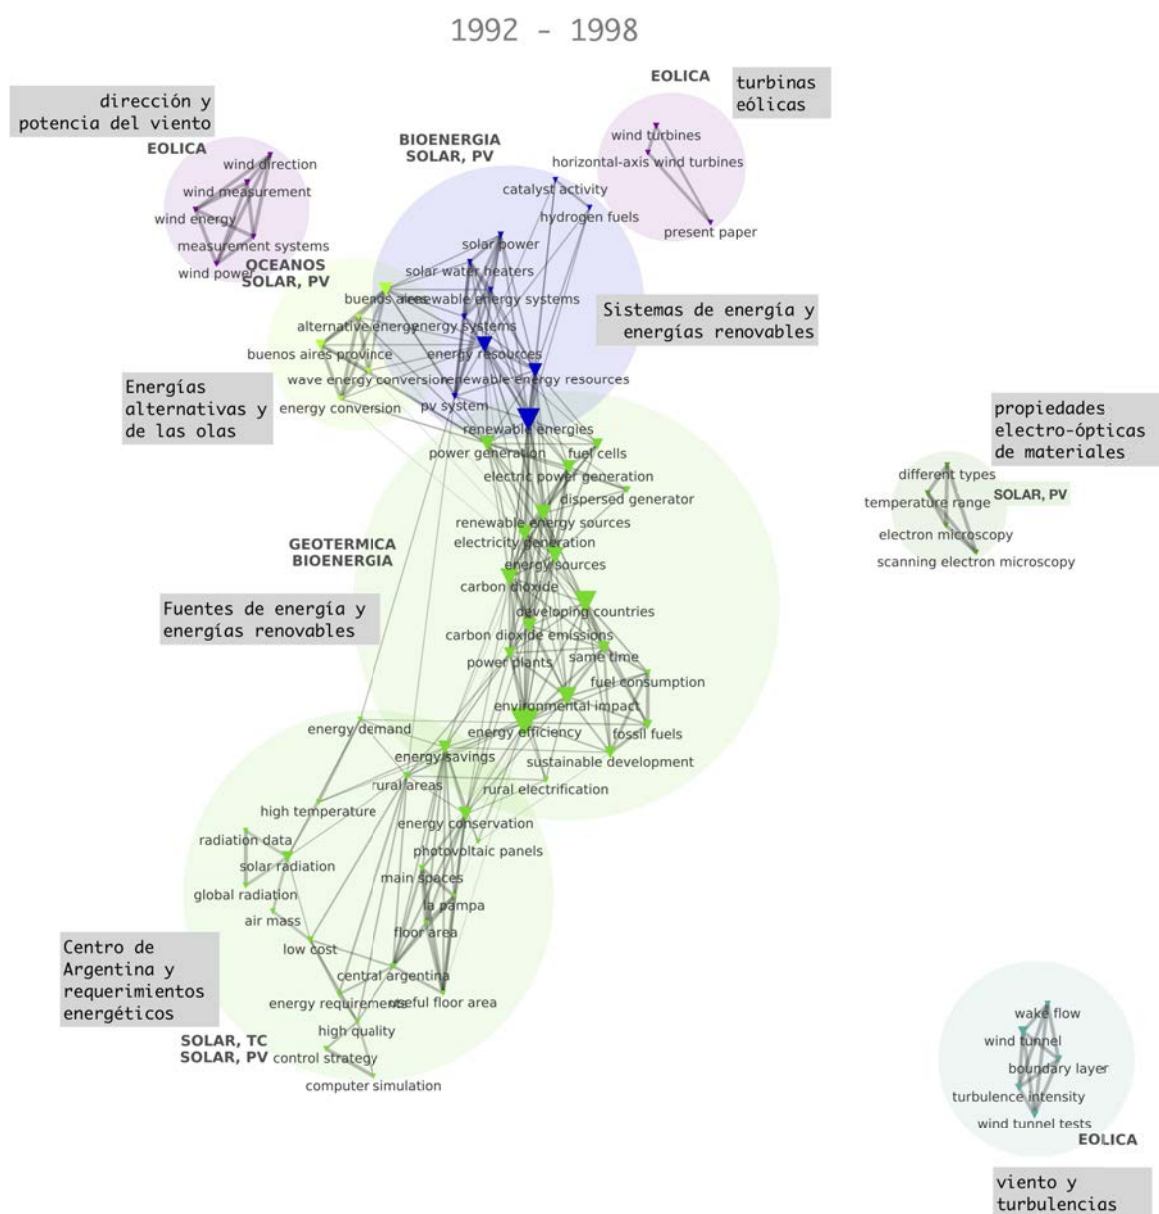 1992 - 1998
EOLICA
turbinas
eólicas
dirección y
potencia del viento
EOLICA
wind direction
wind measurement
wind energy
measurement systems
wind power
BIOENERGIA
SOLAR, PV
wind turbines
horizontal-axis wind turbines
present paper
catalyst activity
hydrogen fuels
solar power
solar water heaters
renewable energy systems
energy systems
energy resources
renewable energy resources
pv system
renewable energies
Sistemas de energía y
energías renovables
OCEANOS
SOLAR, PV
buenos aires
alternative energy
buenos aires province
wave energy conversion
energy conversion
Energías
alternativas y
de las olas
propiedades
electro-ópticas
de materiales
different types
SOLAR, PV
temperature range
electron microscopy
scanning electron microscopy
power generation
fuel cells
electric power generation
dispersed generator
renewable energy sources
electricity generation
energy sources
GEOTERMICA
BIOENERGIA
carbon dioxide
developing countries
Fuentes de energía y
energías renovables
carbon dioxide emissions
same time
power plants
fuel consumption
environmental impact
energy efficiency
fossil fuels
sustainable development
energy demand
energy savings
rural areas
rural electrification
high temperature
energy conservation
photovoltaic panels
radiation data
solar radiation
main spaces
global radiation
la pampa
air mass
floor area
low cost
central argentina
energy requirements
useful floor area
high quality
control strategy
computer simulation
Centro de
Argentina y
requerimientos
energéticos
SOLAR, TC
SOLAR, PV
wake flow
wind tunnel
boundary layer
turbulence intensity
wind tunnel tests
EOLICA
viento y
turbulencias